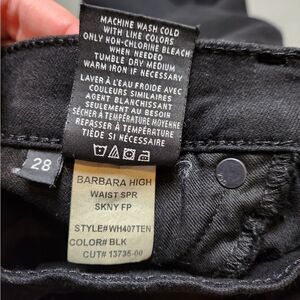 MACHINE WASH COLD
WITH LIKE COLORS
ONLY NON-CHLORINE BLEACH
WHEN NEEDED
TUMBLE DRY MEDIUM
WARM IRON IF NECESSARY
LAVER À L'EAU FROIDE AVEC
COULEURS SIMILAIRES
AGENT BLANCHISSANT
SEULEMENT AU BESOIN
SÉCHER À TEMPÉRATURE MOYENNE
REPASSER À TEMPÉRATURE
TIÈDE SI NÉCESSAIRE
28
BARBARA HIGH
WAIST SPR
SKNY FP
STYLE# WH407TEN
COLOR# BLK
CUT# 13735-00